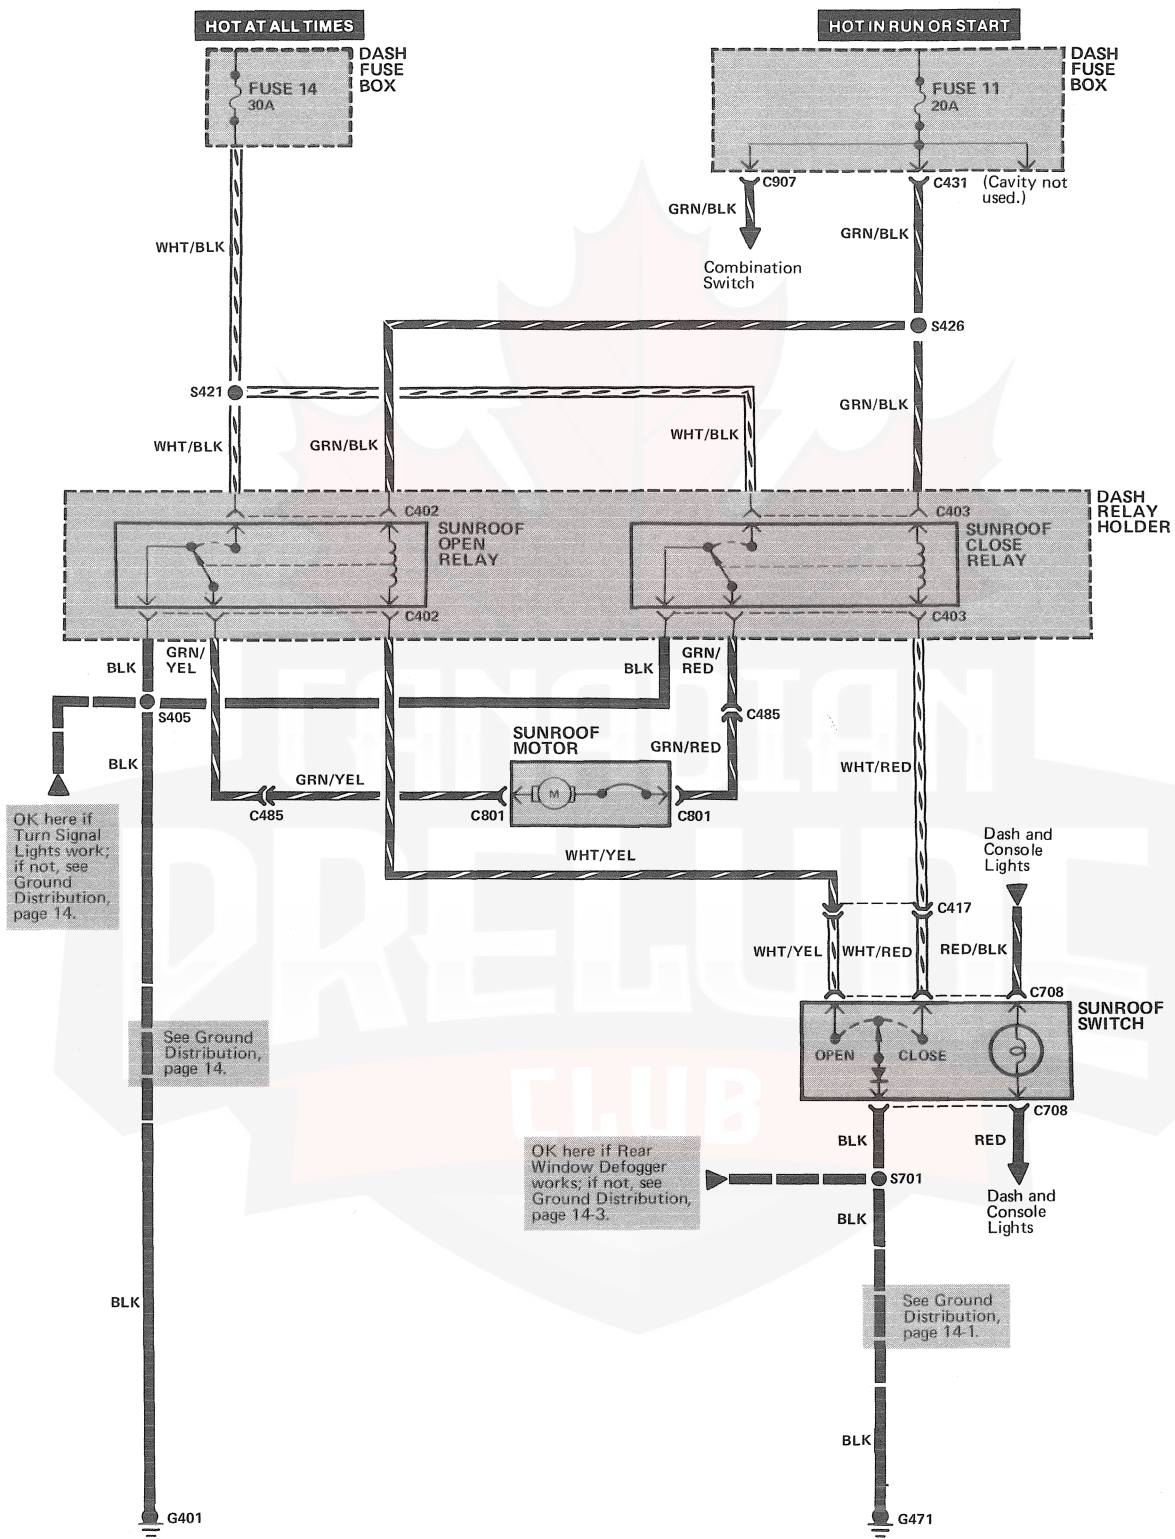 HOT AT ALL TIMES
HOT IN RUN OR START
DASH
FUSE
BOX
FUSE 14
30A
DASH
FUSE
BOX
FUSE 11
20A
C907
C431
(Cavity not
used.)
GRN/BLK
GRN/BLK
WHT/BLK
Combination
Switch
S426
S421
GRN/BLK
WHT/BLK
GRN/BLK
WHT/BLK
DASH
RELAY
HOLDER
C402
C403
SUNROOF
OPEN
RELAY
SUNROOF
CLOSE
RELAY
C402
C403
BLK
GRN/
YEL
BLK
GRN/
RED
S405
C485
SUNROOF
MOTOR
GRN/RED
BLK
GRN/YEL
WHT/RED
M
C485
C801
C801
OK here if
Turn Signal
Lights work;
if not, see
Ground
Distribution,
page 14.
WHT/YEL
Dash and
Console
Lights
C417
WHT/YEL
WHT/RED
RED/BLK
C708
SUNROOF
SWITCH
OPEN
CLOSE
See Ground
Distribution,
page 14.
C708
BLK
RED
OK here if Rear
Window Defogger
works; if not, see
Ground Distribution,
page 14-3.
S701
Dash and
Console
Lights
BLK
BLK
See Ground
Distribution,
page 14-1.
BLK
G401
G471
CANADIAN
PRELUDE
CLUB